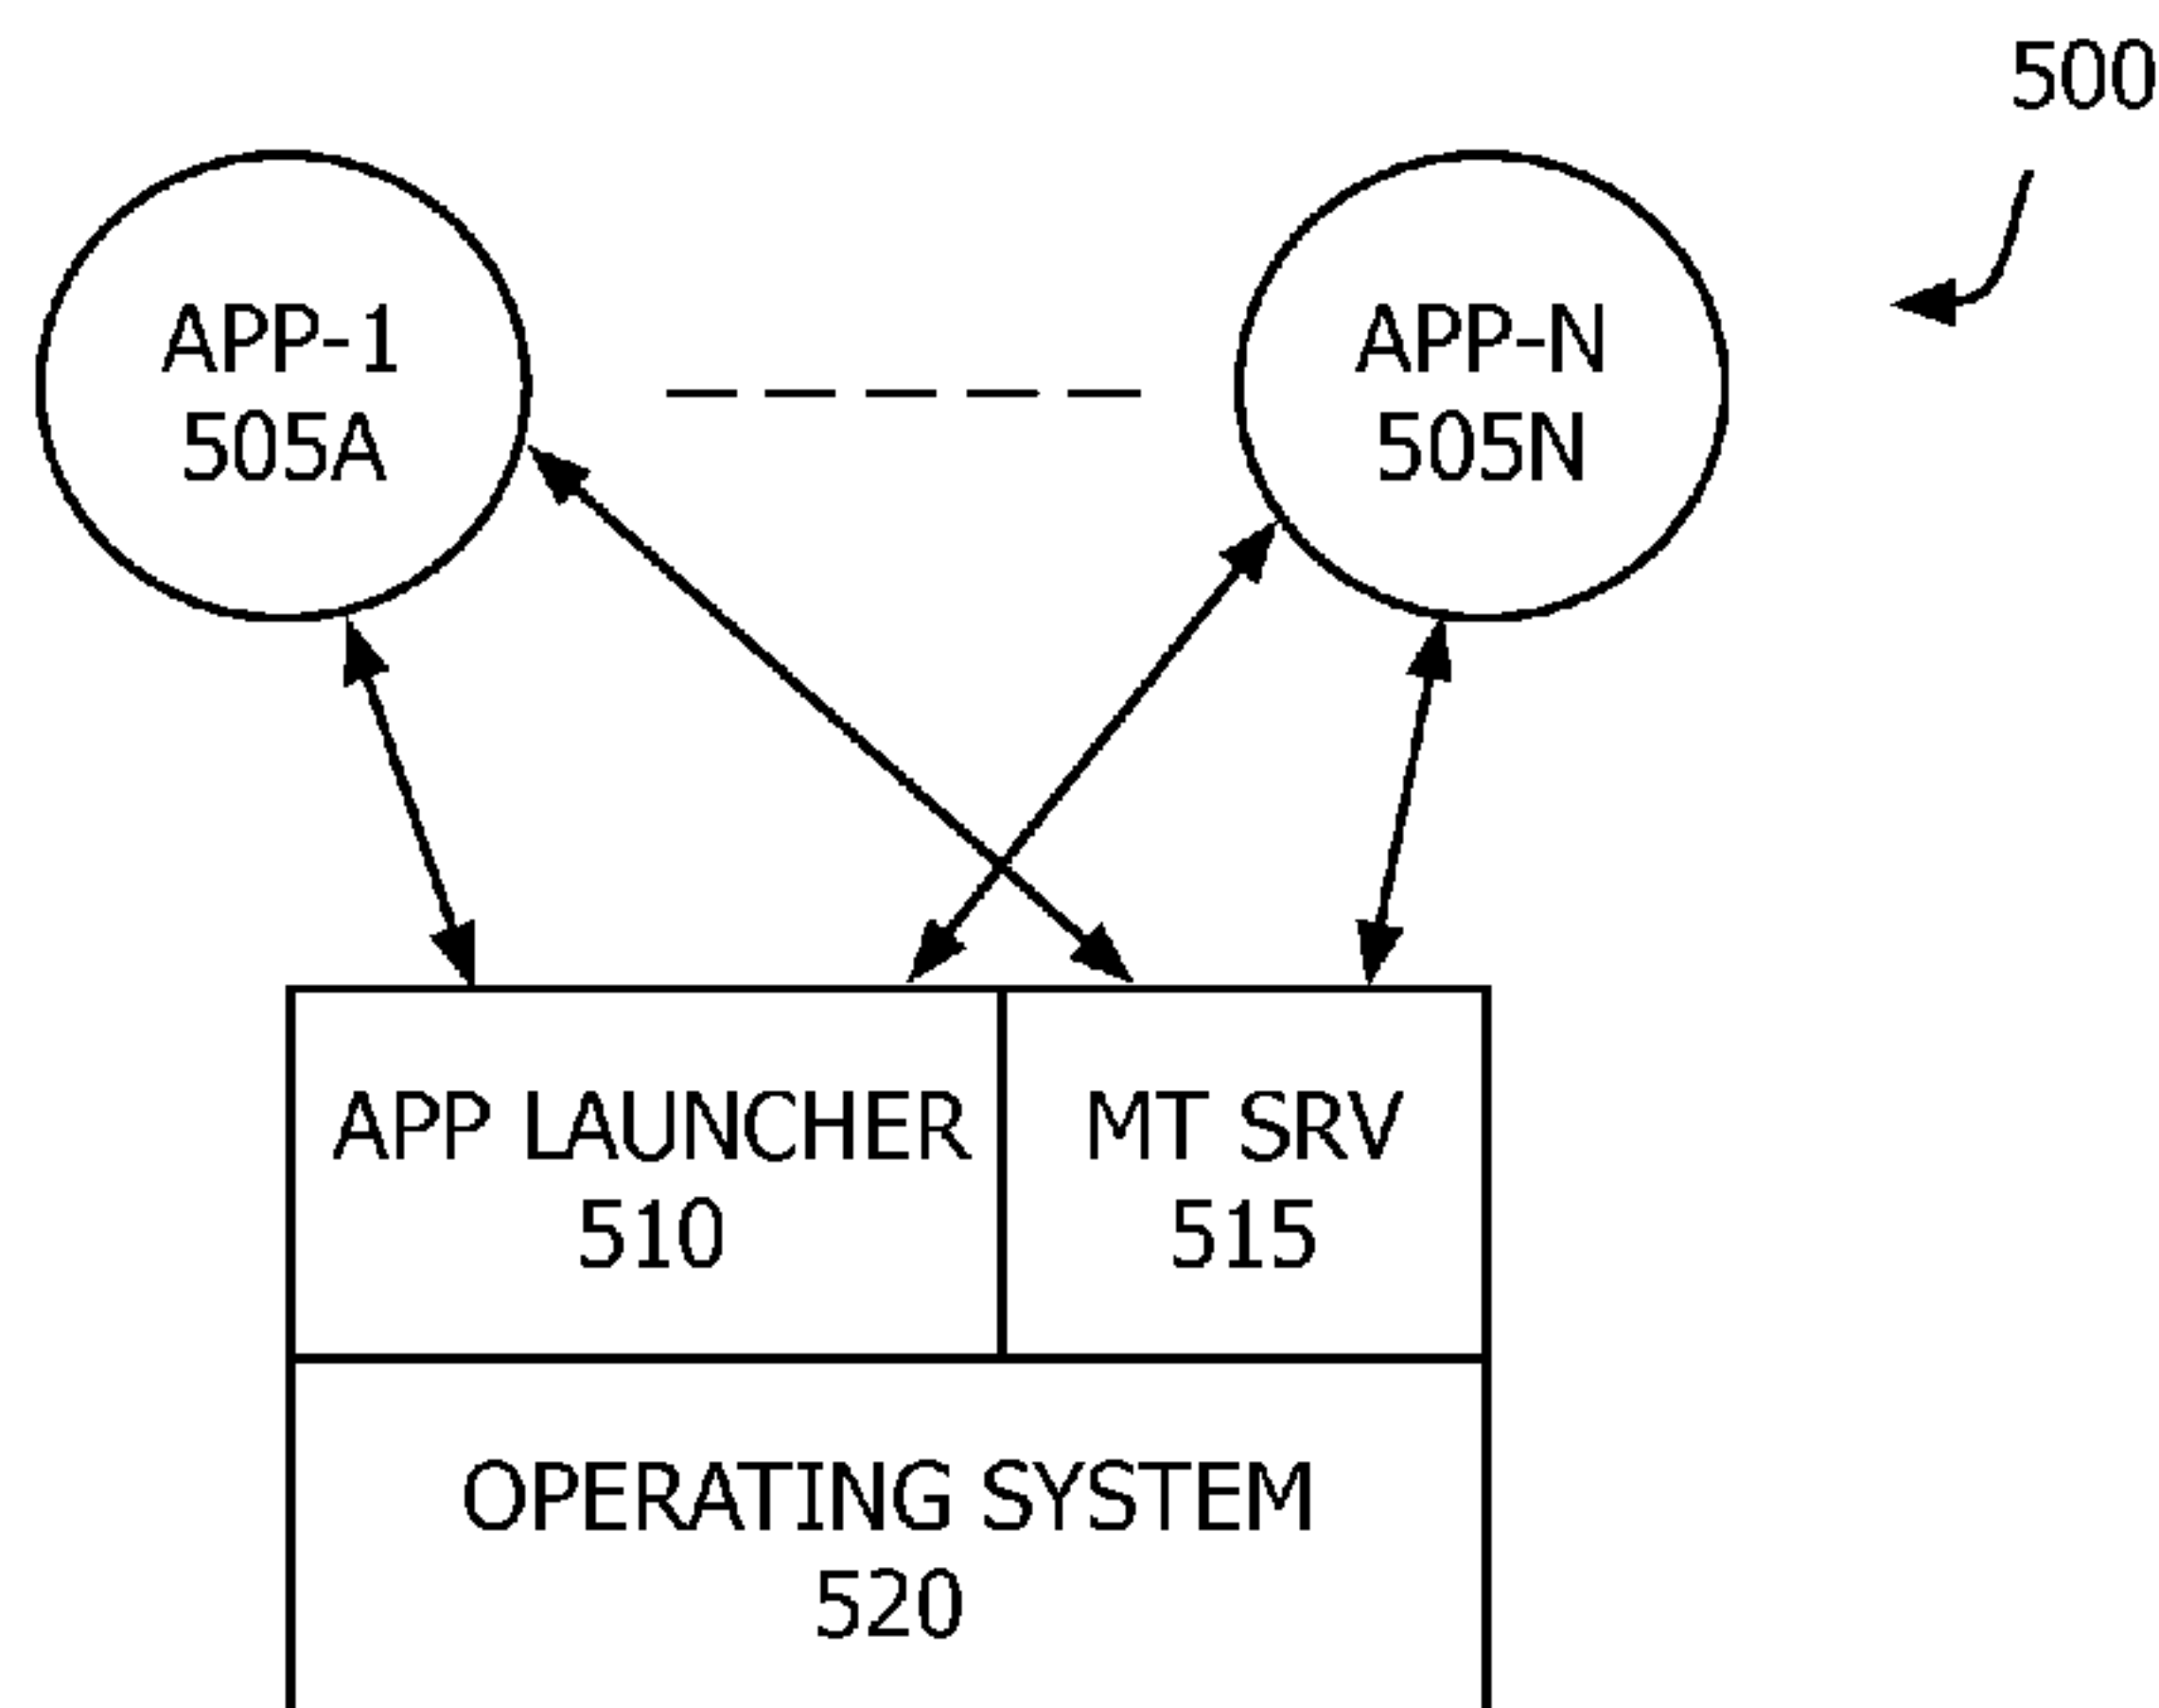 500
APP-1
505A
APP-N
505N
APP LAUNCHER
510
MT SRV
515
OPERATING SYSTEM
520